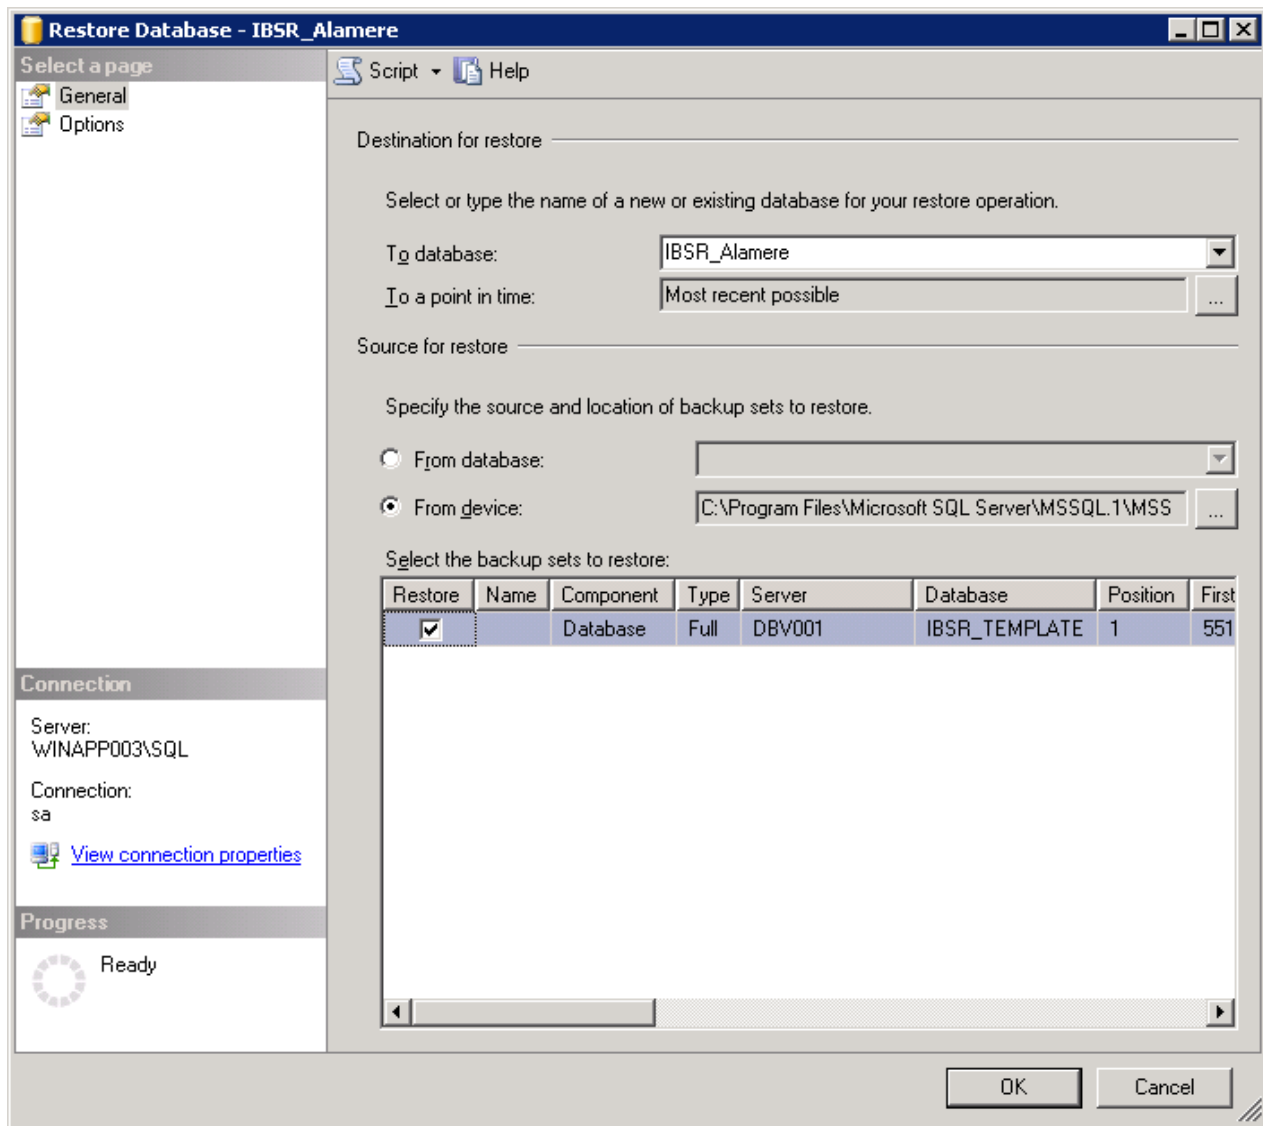 Restore Database - IBSR_Alamere
Select a page
General
Options
Script
Help
Destination for restore
Select or type the name of a new or existing database for your restore operation.
To database:
IBSR_Alamere
To a point in time:
Most recent possible
...
Source for restore
Specify the source and location of backup sets to restore.
From database:
From device:
C:\Program Files\Microsoft SQL Server\MSSQL.1\MSS
...
Select the backup sets to restore:
Restore Name Component Type Server Database Position First
Database Full DBV001 IBSR_TEMPLATE 1 551
Connection
Server:
WINAPP003\SQL
Connection:
sa
View connection properties
Progress
Ready
OK
Cancel